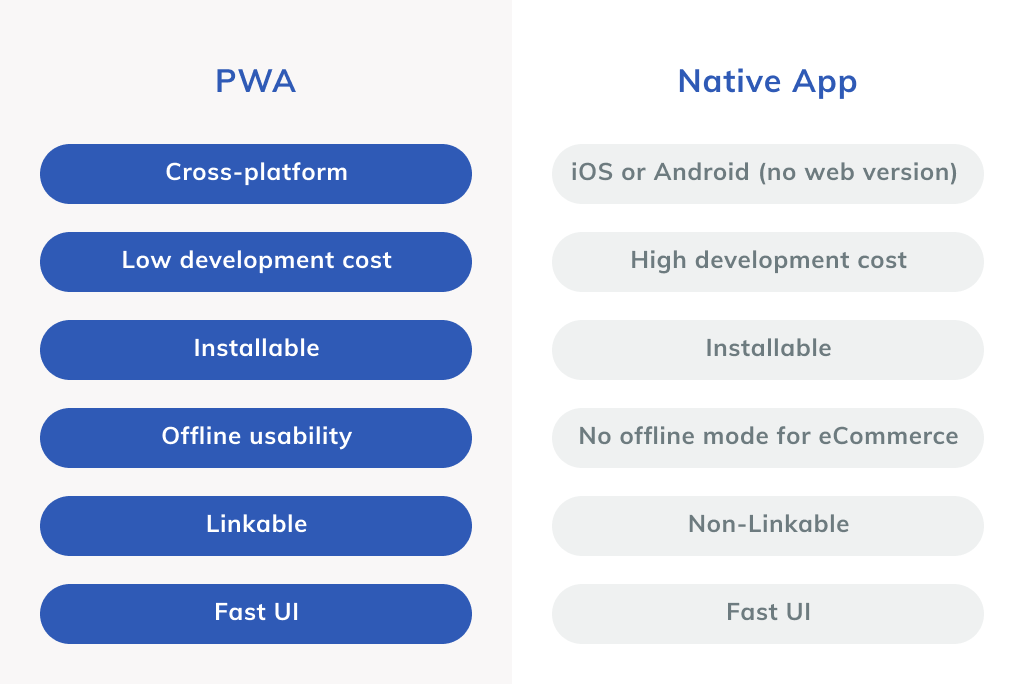 PWA
Cross-platform
Low development cost
Installable
Offline usability
Linkable
Fast UI
Native App
iOS or Android (no web version)
High development cost
Installable
No offline mode for eCommerce
Non-Linkable
Fast UI